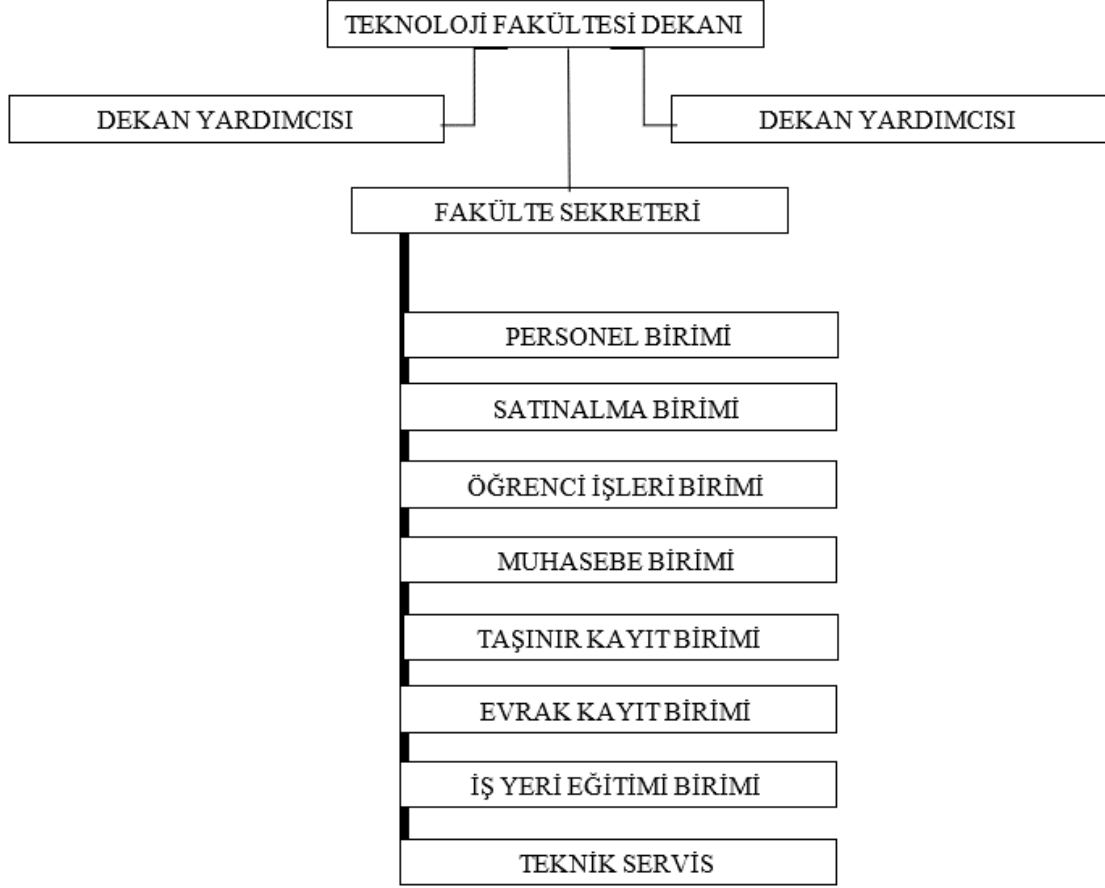 TEKNOLOJİ FAKÜLTESİ DEKANI
DEKAN YARDIMCISI
DEKAN YARDIMCISI
FAKÜLTE SEKRETERİ
PERSONEL BİRİMİ
SATINALMA BİRİMİ
ÖĞRENCİ İŞLERİ BİRİMİ
MUHASEBE BİRİMİ
TAŞINIR KAYIT BİRİMİ
EVRAK KAYIT BİRİMİ
İŞ YERİ EĞİTİMİ BİRİMİ
TEKNİK SERVİS